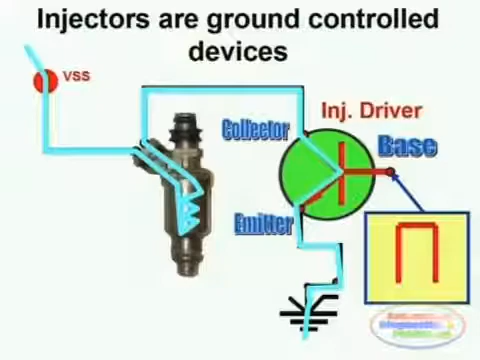 Injectors are ground controlled
devices
VSS
Inj. Driver
Collector
Base
Emitter